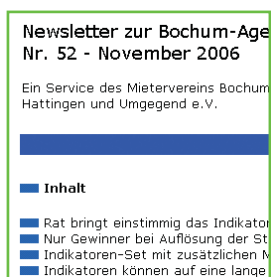 Newsletter zur Bochum-Age
Nr. 52 - November 2006
Ein Service des Mietervereins Bochum
Hattingen und Umgegend e.V.
Inhalt
Rat bringt einstimmig das Indikator
Nur Gewinner bei Auflösung der St
Indikatoren-Set mit zusätzlichen
Indikatoren können auf eine lange